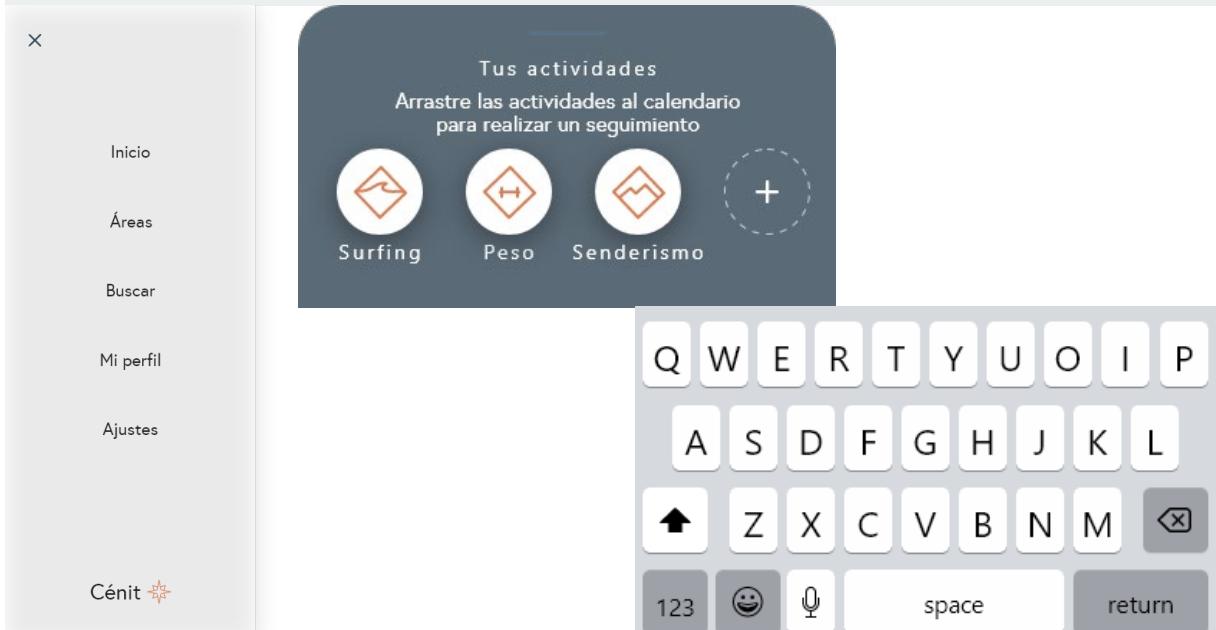 Inicio
Áreas
Buscar
Mi perfil
Ajustes
Cénit
Tus actividades
Arrastre las actividades al calendario
para realizar un seguimiento
Surfing Peso Senderismo
Q W E R T Y U O I P
A S D F G H J K L
Z X C V B N M
123 space return